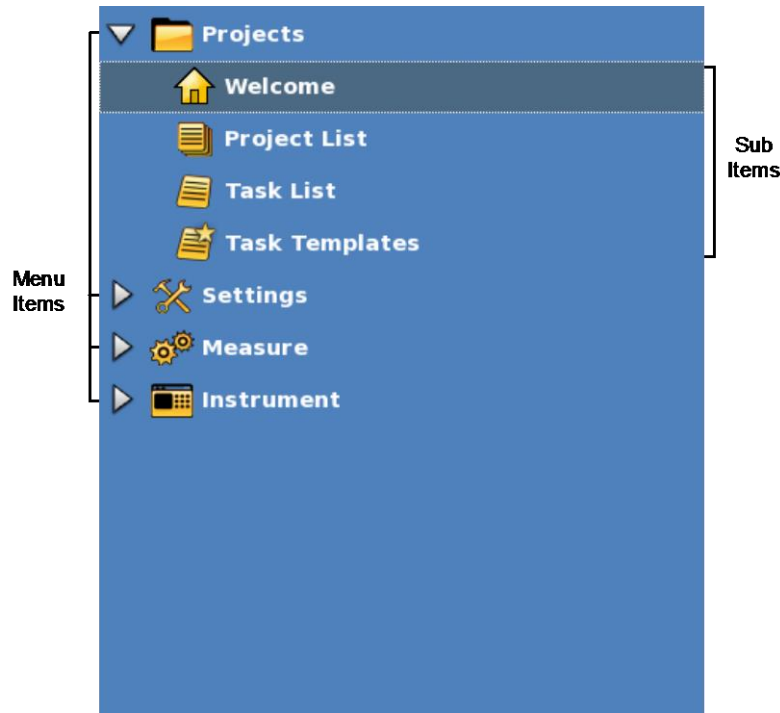 Projects
Welcome
Project List
Task List
Task Templates
Settings
Measure
Instrument
Menu
Items
Sub
Items